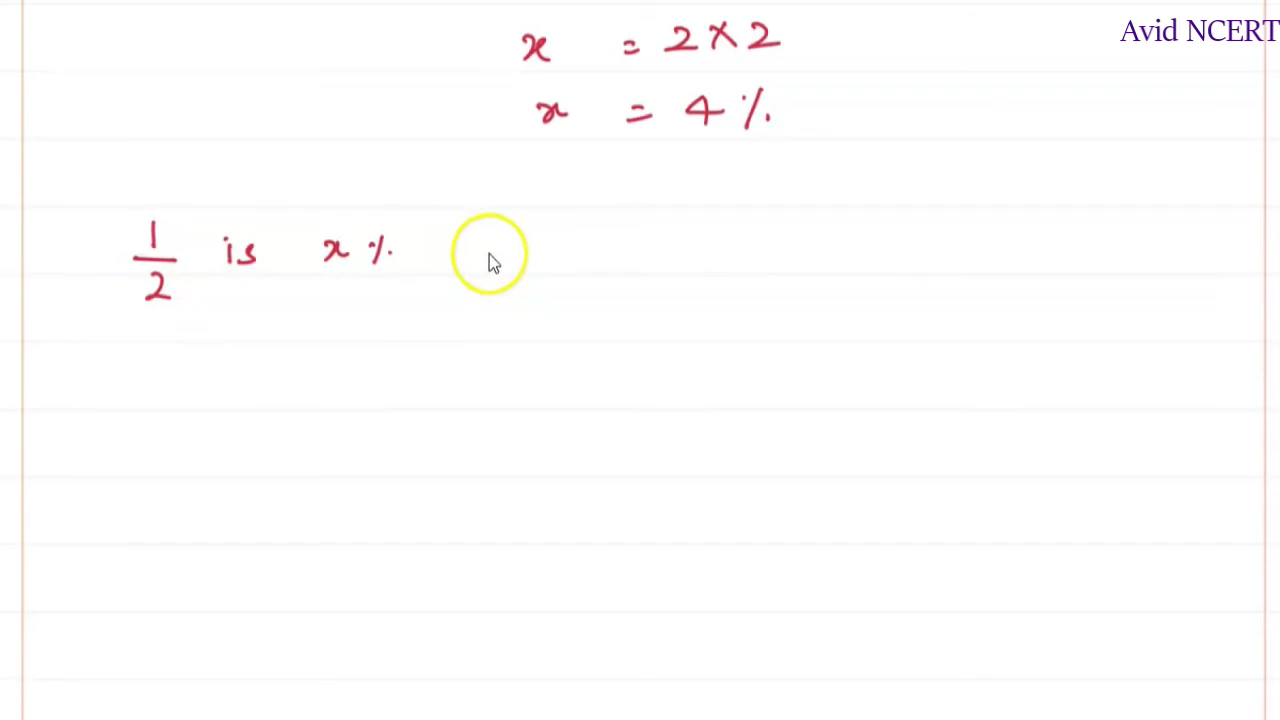 Avid NCERT
x = 2 × 2
x = 4 %
1/2 is x %